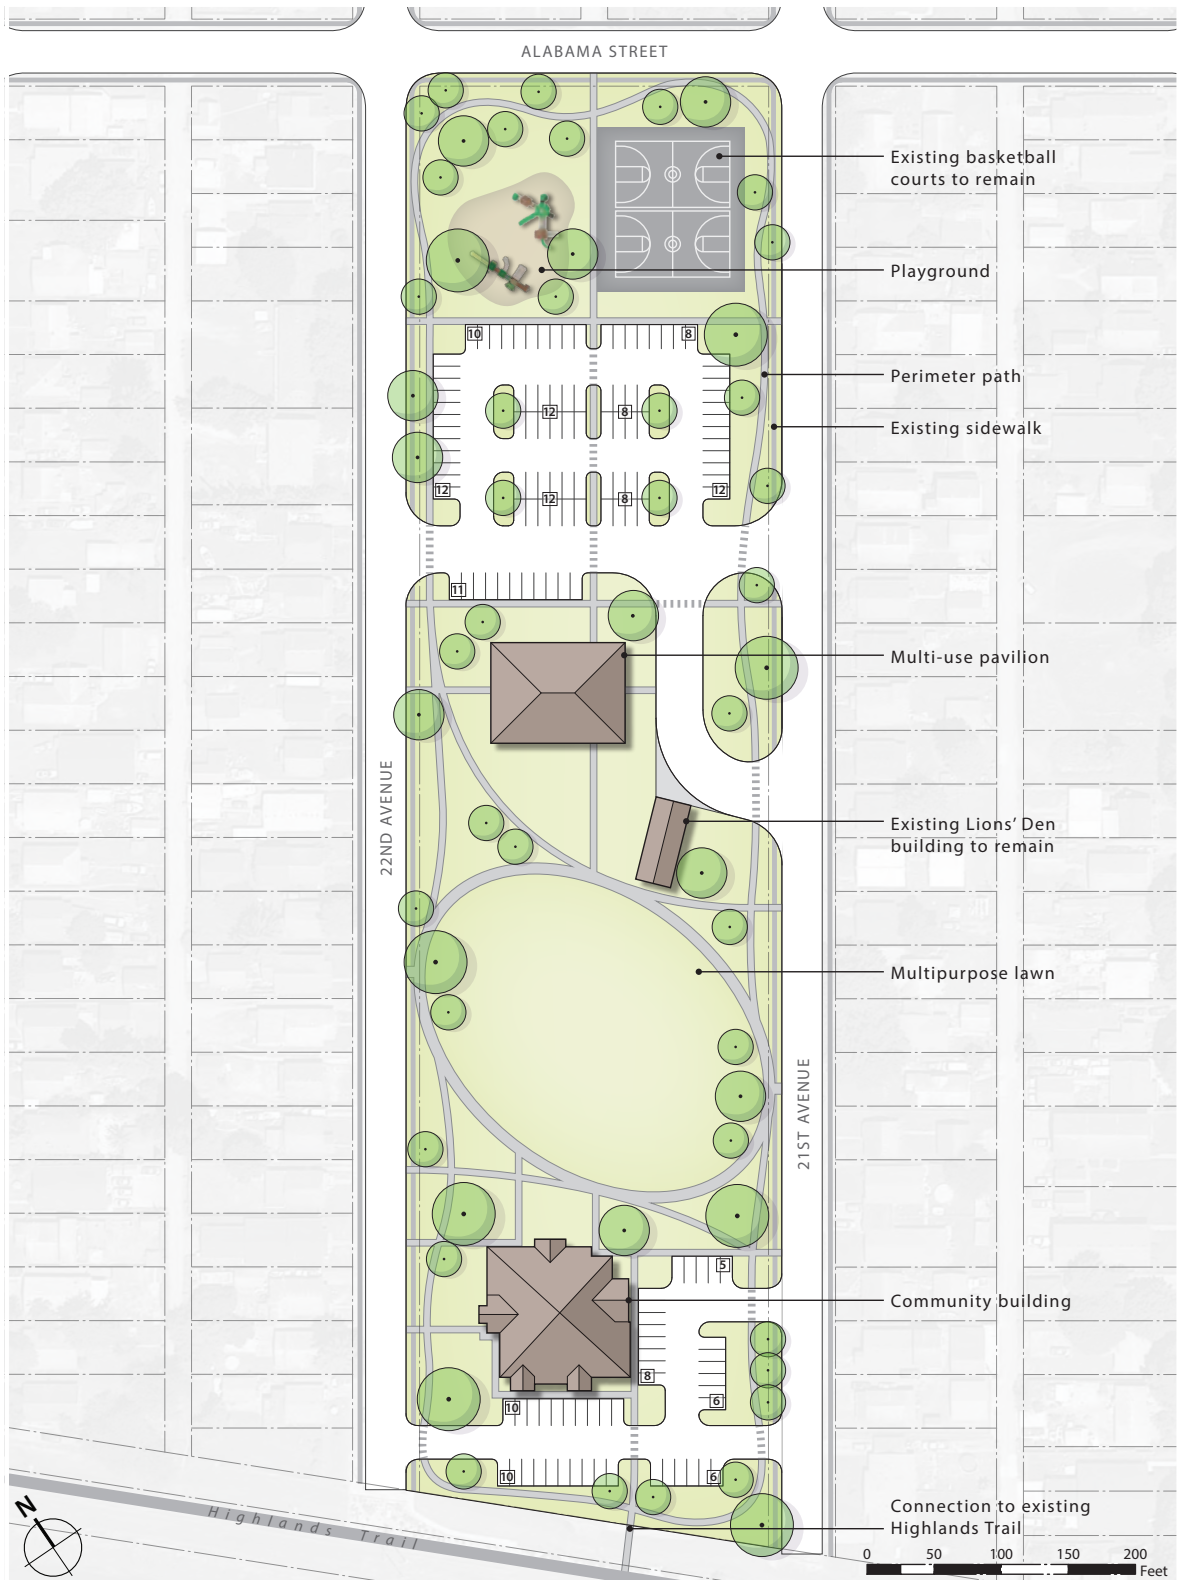 ALABAMA STREET
Existing basketball
courts to remain
Playground
10
8
Perimeter path
12
8
Existing sidewalk
12
12
8
12
11
Multi-use pavilion
22ND AVENUE
Existing Lions' Den
building to remain
Multipurpose lawn
21ST AVENUE
5
Community building
8
6
10
10
6
N
Highlands Trail
Connection to existing
Highlands Trail
0 50 100 150 200
Feet